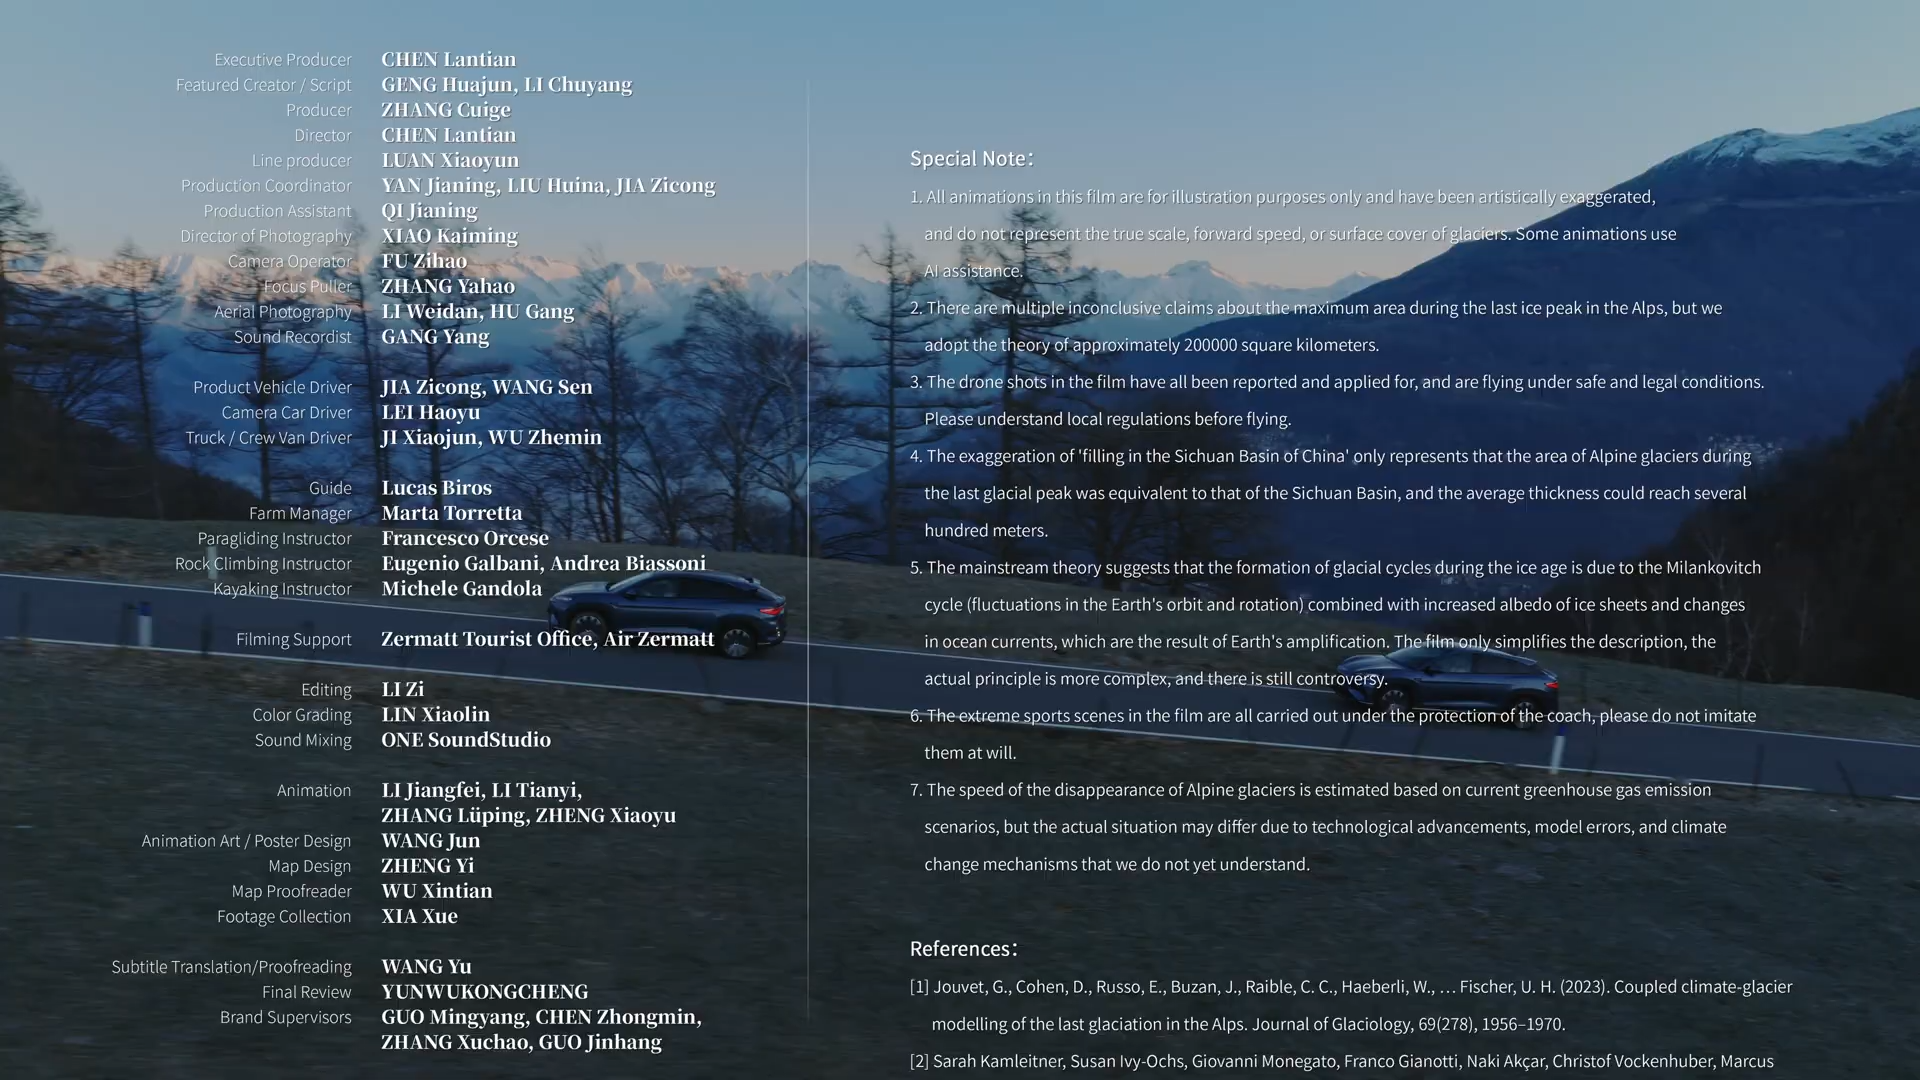 Executive Producer CHEN Lantian
Featured Creator / Script GENG Huajun, LI Chuyang
Producer ZHANG Cuige
Director CHEN Lantian
Line producer LUAN Xiaoyun
Production Coordinator YAN Jianing, LIU Huina, JIA Zicong
Production Assistant QI Jianing
Director of Photography XIAO Kaiming
Camera Operator FU Zihao
Focus Puller ZHANG Yahao
Aerial Photography LI Weidan, HU Gang
Sound Recordist GANG Yang
Product Vehicle Driver JIA Zicong, WANG Sen
Camera Car Driver LEI Haoyu
Truck / Crew Van Driver JI Xiaojun, WU Zhemin
Guide Lucas Biros
Farm Manager Marta Torretta
Paragliding Instructor Francesco Orcese
Rock Climbing Instructor Eugenio Galbani, Andrea Biassoni
Kayaking Instructor Michele Gandola
Filming Support Zermatt Tourist Office, Air Zermatt
Editing LI Zi
Color Grading LIN Xiaolin
Sound Mixing ONE SoundStudio
Animation LI Jiangfei, LI Tianyi,
ZHANG Lüping, ZHENG Xiaoyu
Animation Art / Poster Design WANG Jun
Map Design ZHENG Yi
Map Proofreader WU Xintian
Footage Collection XIA Xue
Subtitle Translation/Proofreading WANG Yu
Final Review YUNWUKONGCHENG
Brand Supervisors GUO Mingyang, CHEN Zhongmin,
ZHANG Xuchao, GUO Jinhang
Special Note：
1. All animations in this film are for illustration purposes only and have been artistically exaggerated,
and do not represent the true scale, forward speed, or surface cover of glaciers. Some animations use
AI assistance.
2. There are multiple inconclusive claims about the maximum area during the last ice peak in the Alps, but we
adopt the theory of approximately 200000 square kilometers.
3. The drone shots in the film have all been reported and applied for, and are flying under safe and legal conditions.
Please understand local regulations before flying.
4. The exaggeration of 'filling in the Sichuan Basin of China' only represents that the area of Alpine glaciers during
the last glacial peak was equivalent to that of the Sichuan Basin, and the average thickness could reach several
hundred meters.
5. The mainstream theory suggests that the formation of glacial cycles during the ice age is due to the Milankovitch
cycle (fluctuations in the Earth's orbit and rotation) combined with increased albedo of ice sheets and changes
in ocean currents, which are the result of Earth's amplification. The film only simplifies the description, the
actual principle is more complex, and there is still controversy.
6. The extreme sports scenes in the film are all carried out under the protection of the coach, please do not imitate
them at will.
7. The speed of the disappearance of Alpine glaciers is estimated based on current greenhouse gas emission
scenarios, but the actual situation may differ due to technological advancements, model errors, and climate
change mechanisms that we do not yet understand.
References：
[1] Jouvet, G., Cohen, D., Russo, E., Buzan, J., Raible, C. C., Haeberli, W., … Fischer, U. H. (2023). Coupled climate-glacier
modelling of the last glaciation in the Alps. Journal of Glaciology, 69(278), 1956–1970.
[2] Sarah Kamleitner, Susan Ivy-Ochs, Giovanni Monegato, Franco Gianotti, Naki Akçar, Christof Vockenhuber, Marcus